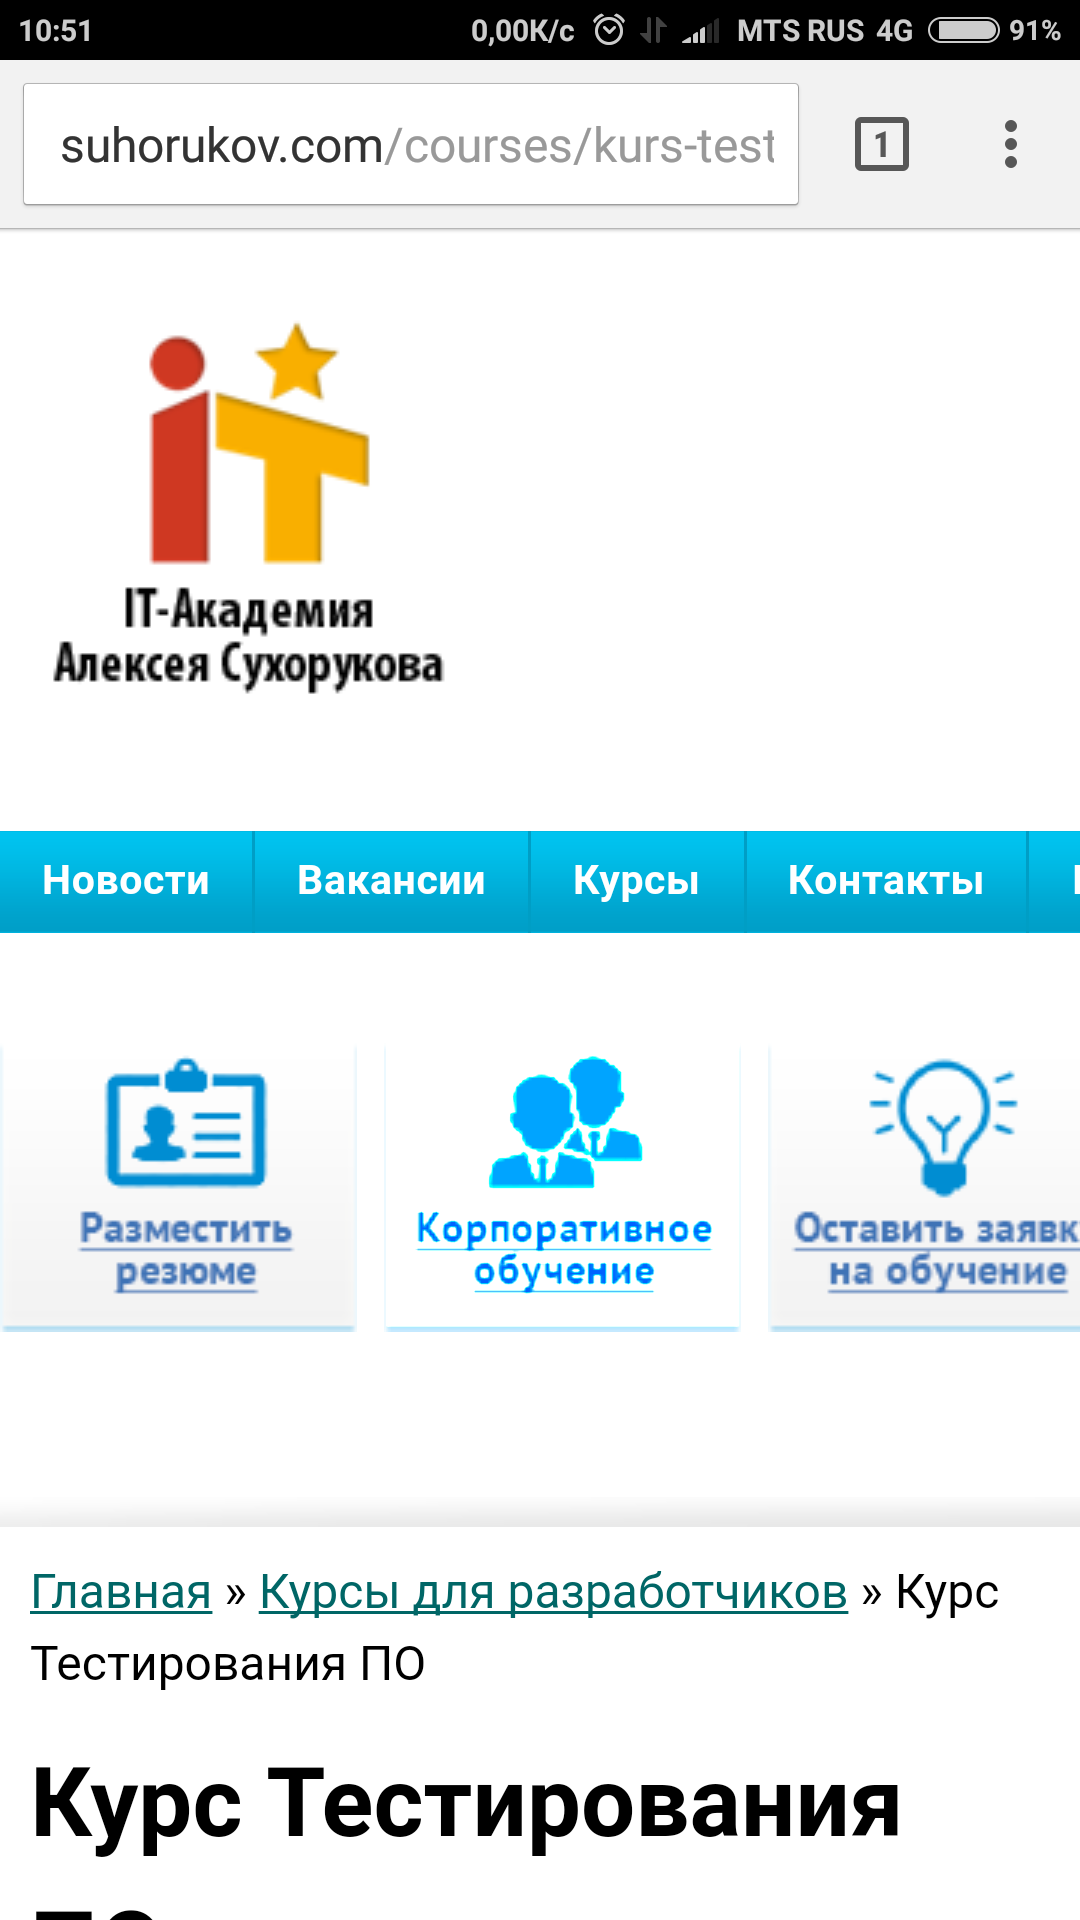 10:51 0,00K/c MTS RUS 4G 91%
suhorukov.com/courses/kurs-test
1
IT-Академия
Алексея Сухорукова
Новости Вакансии Курсы Контакты
Разместить
резюме
Корпоративное
обучение
Оставить заявк
на обучение
Главная » Курсы для разработчиков » Курс
Тестирования ПО
Курс Тестирования
ПО